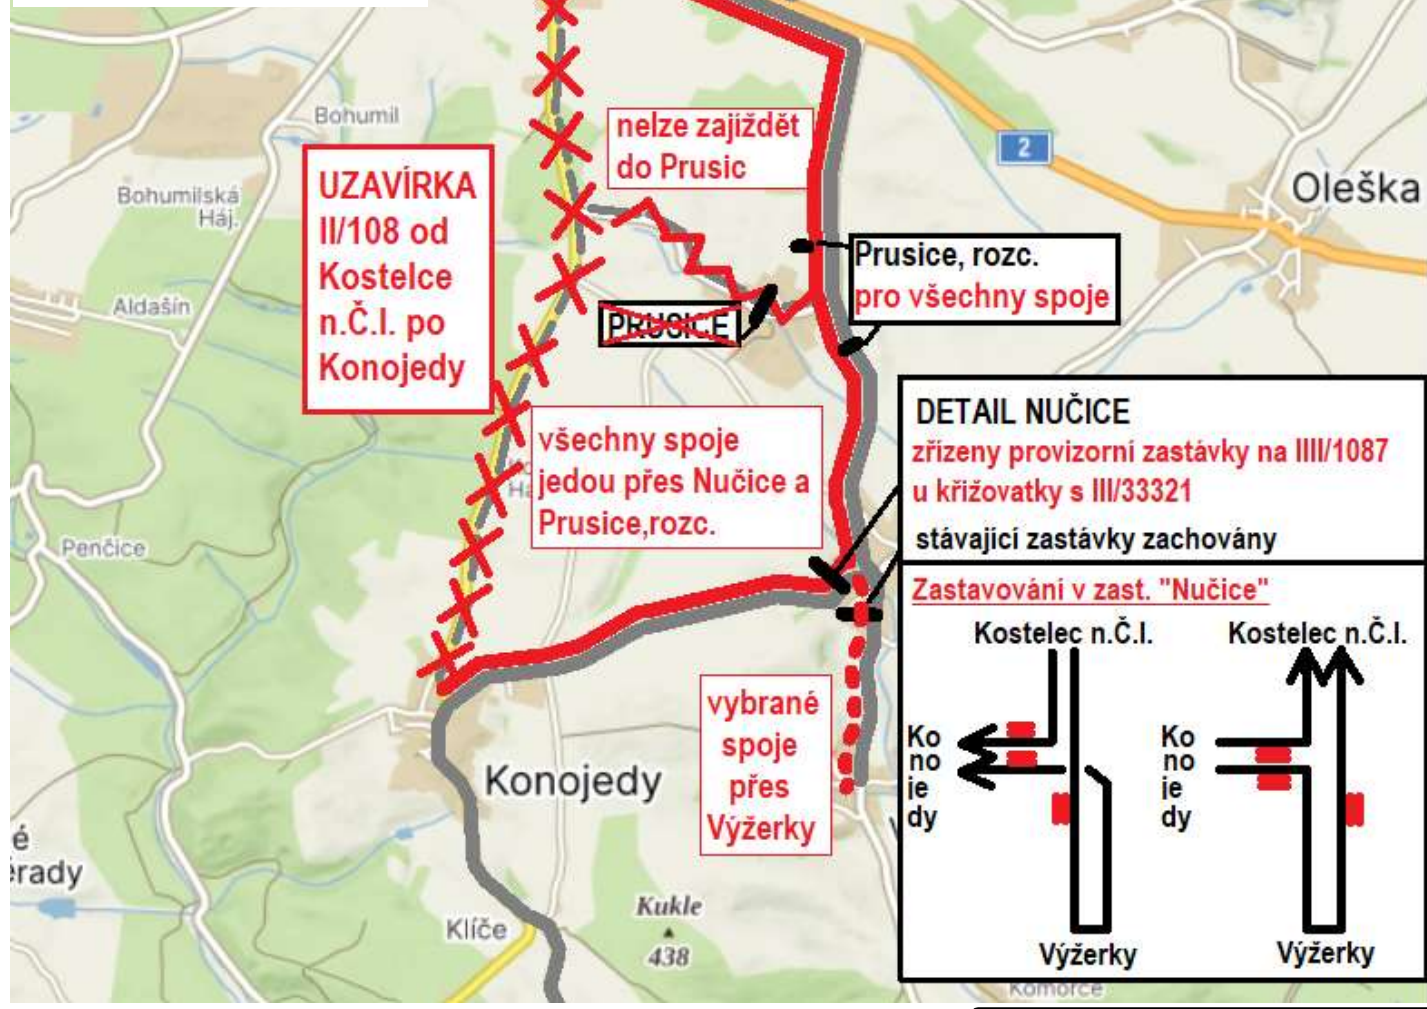 Bohumil
nelze zajíždět
do Prusic
2
UZAVÍRKA
II/108 od
Kostelce
n.Č.l. po
Konojedy
Bohumilská
Háj.
Oleška
Prusice, rozc.
pro všechny spoje
Aldašín
PRUSICE
DETAIL NUČICE
zřízeny provizorní zastávky na IIII/1087
u křižovatky s III/33321
stávající zastávky zachovány
všechny spoje
jedou přes Nučice a
Prusice,rozc.
Penčice
Zastavování v zast. "Nučice"
Kostelec n.Č.l.
Kostelec n.Č.l.
Ko
no
je
dy
Ko
no
je
dy
Výžerky
Výžerky
vybrané
spoje
přes
Výžerky
Konojedy
Klíče
Kukle
438
Komorce